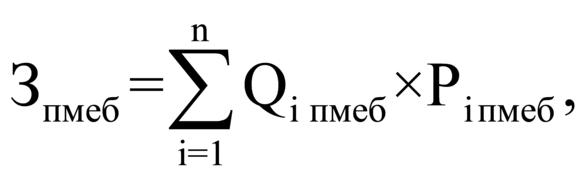 n
З пмеб = ∑ Q i пмеб × P i пмеб ,
i=1